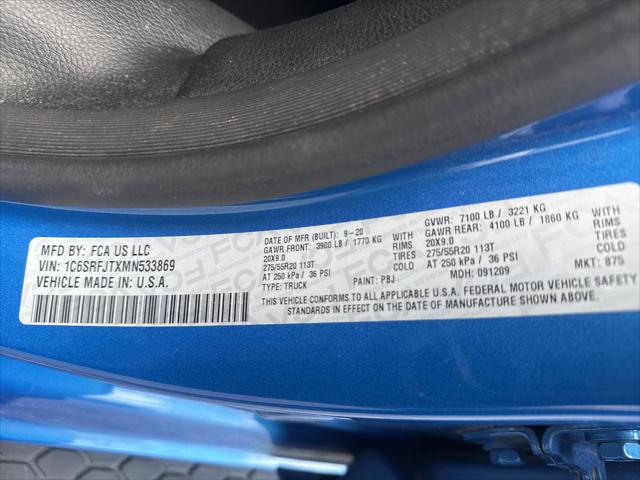 MFD BY: FCA US LLC
VIN: 1C6SRFJTXMN533869
VEHICLE MADE IN: U.S.A.
DATE OF MFR (BUILT): 9-20
GAWR FRONT: 3900 LB / 1770 KG WITH
20X9.0 RIMS
275/55R20 113T TIRES
AT 250 kPa / 36 PSI COLD
TYPE: TRUCK PAINT: PBJ
GVWR: 7100 LB / 3221 KG
GAWR REAR: 4100 LB / 1860 KG WITH
20X9.0 RIMS
275/55R20 113T TIRES
AT 250 kPa / 36 PSI COLD
MDH: 091209 MKT: 875
THIS VEHICLE CONFORMS TO ALL APPLICABLE U.S.A. FEDERAL MOTOR VEHICLE SAFETY
STANDARDS IN EFFECT ON THE DATE OF MANUFACTURE SHOWN ABOVE.